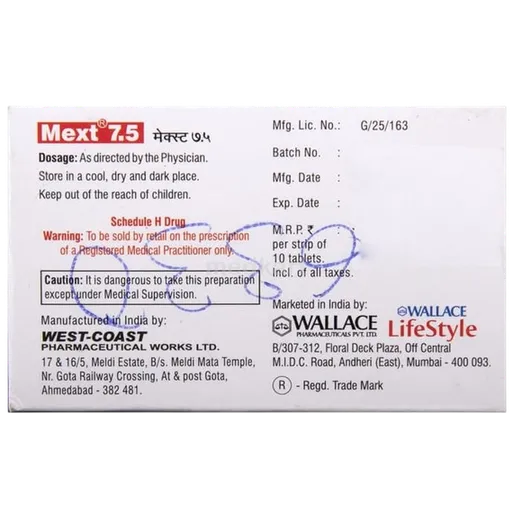 Mext® 7.5 मेक्स्ट ७.५
Dosage: As directed by the Physician.
Store in a cool, dry and dark place.
Keep out of the reach of children.
Schedule H Drug
Warning: To be sold by retail on the prescription
of a Registered Medical Practitioner only.
Caution: It is dangerous to take this preparation
except under Medical Supervision.
Manufactured in India by:
WEST-COAST
PHARMACEUTICAL WORKS LTD.
17 & 16/5, Meldi Estate, B/s. Meldi Mata Temple,
Nr. Gota Railway Crossing, At & post Gota,
Ahmedabad - 382 481.
Mfg. Lic. No.: G/25/163
Batch No. :
Mfg. Date :
Exp. Date :
M.R.P. ₹ :
per strip of
10 tablets.
Incl. of all taxes.
Marketed in India by:
WALLACE
PHARMACEUTICALS PVT. LTD.
WALLACE
LifeStyle
B/307-312, Floral Deck Plaza, Off Central
M.I.D.C. Road, Andheri (East), Mumbai - 400 093.
R - Regd. Trade Mark